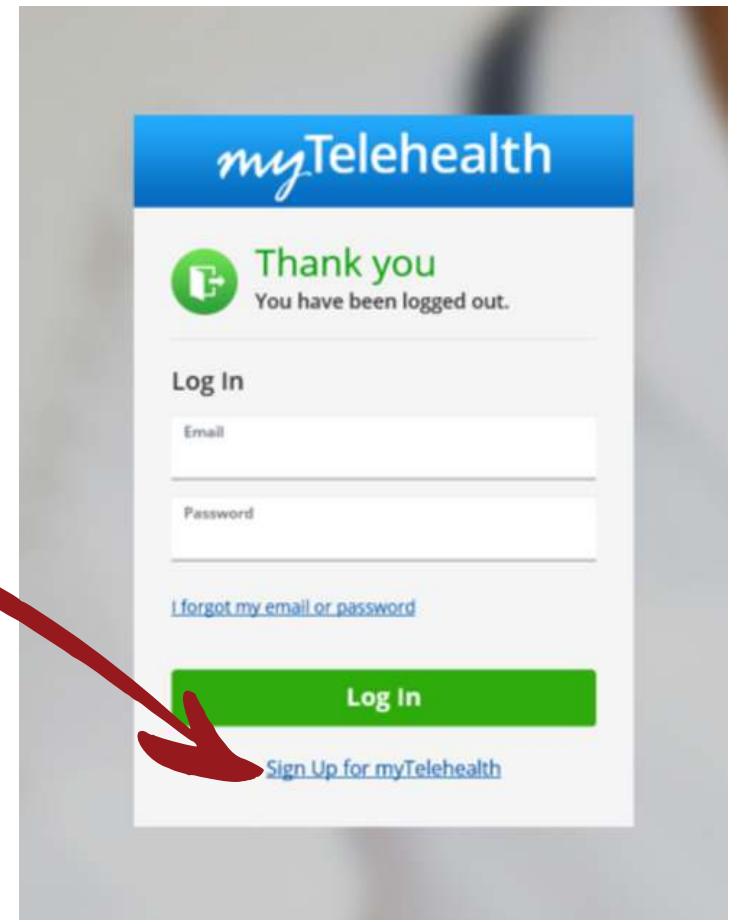 myTelehealth
Thank you
You have been logged out.
Log In
Email
Password
I forgot my email or password
Log In
Sign Up for myTelehealth